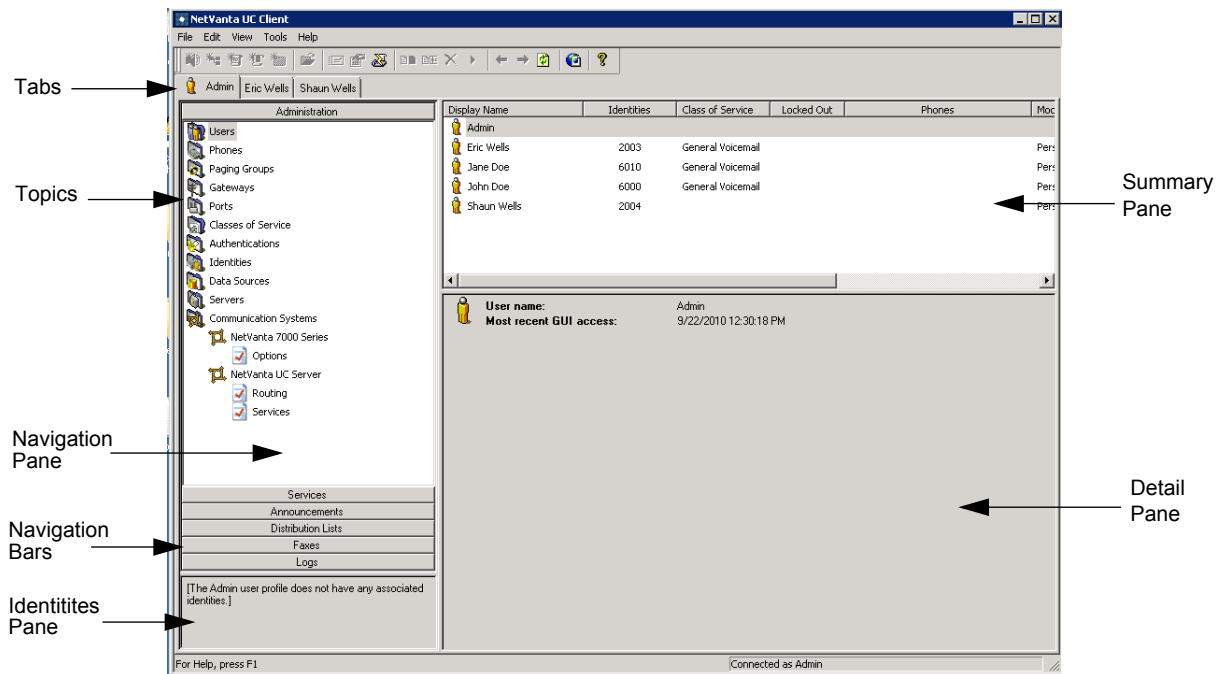 NetVanta UC Client
File Edit View Tools Help
Tabs
Admin Eric Wells Shaun Wells
Administration
Users
Phones
Paging Groups
Gateways
Ports
Classes of Service
Authentications
Identities
Data Sources
Servers
Communication Systems
NetVanta 7000 Series
Options
NetVanta UC Server
Routing
Services
Topics
Navigation
Pane
Services
Announcements
Distribution Lists
Faxes
Logs
Navigation
Bars
[The Admin user profile does not have any associated
identities.]
Identitites
Pane
Display Name Identities Class of Service Locked Out Phones
Admin
Eric Wells 2003 General Voicemail
Jane Doe 6010 General Voicemail
John Doe 6000 General Voicemail
Shaun Wells 2004
Summary
Pane
User name: Admin
Most recent GUI access: 9/22/2010 12:30:18 PM
Detail
Pane
For Help, press F1 Connected as Admin